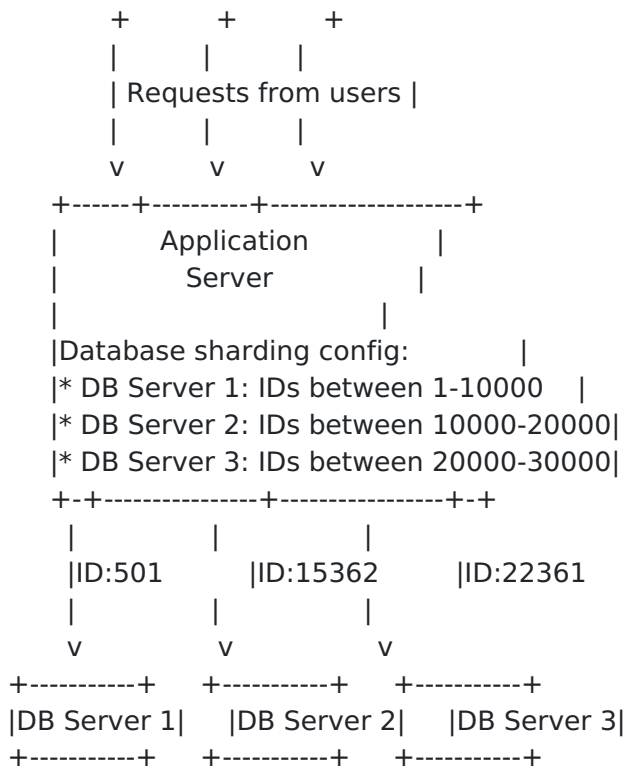 + + +
| | |
| Requests from users |
| | |
v v v
+------+----------+--------------------+
| Application |
| Server |
| |
|Database sharding config: |
|* DB Server 1: IDs between 1-10000 |
|* DB Server 2: IDs between 10000-20000|
|* DB Server 3: IDs between 20000-30000|
+-+----------------+-----------------+-+
| | |
|ID:501 |ID:15362 |ID:22361
| | |
v v v
+-----------+ +-----------+ +-----------+
|DB Server 1| |DB Server 2| |DB Server 3|
+-----------+ +-----------+ +-----------+